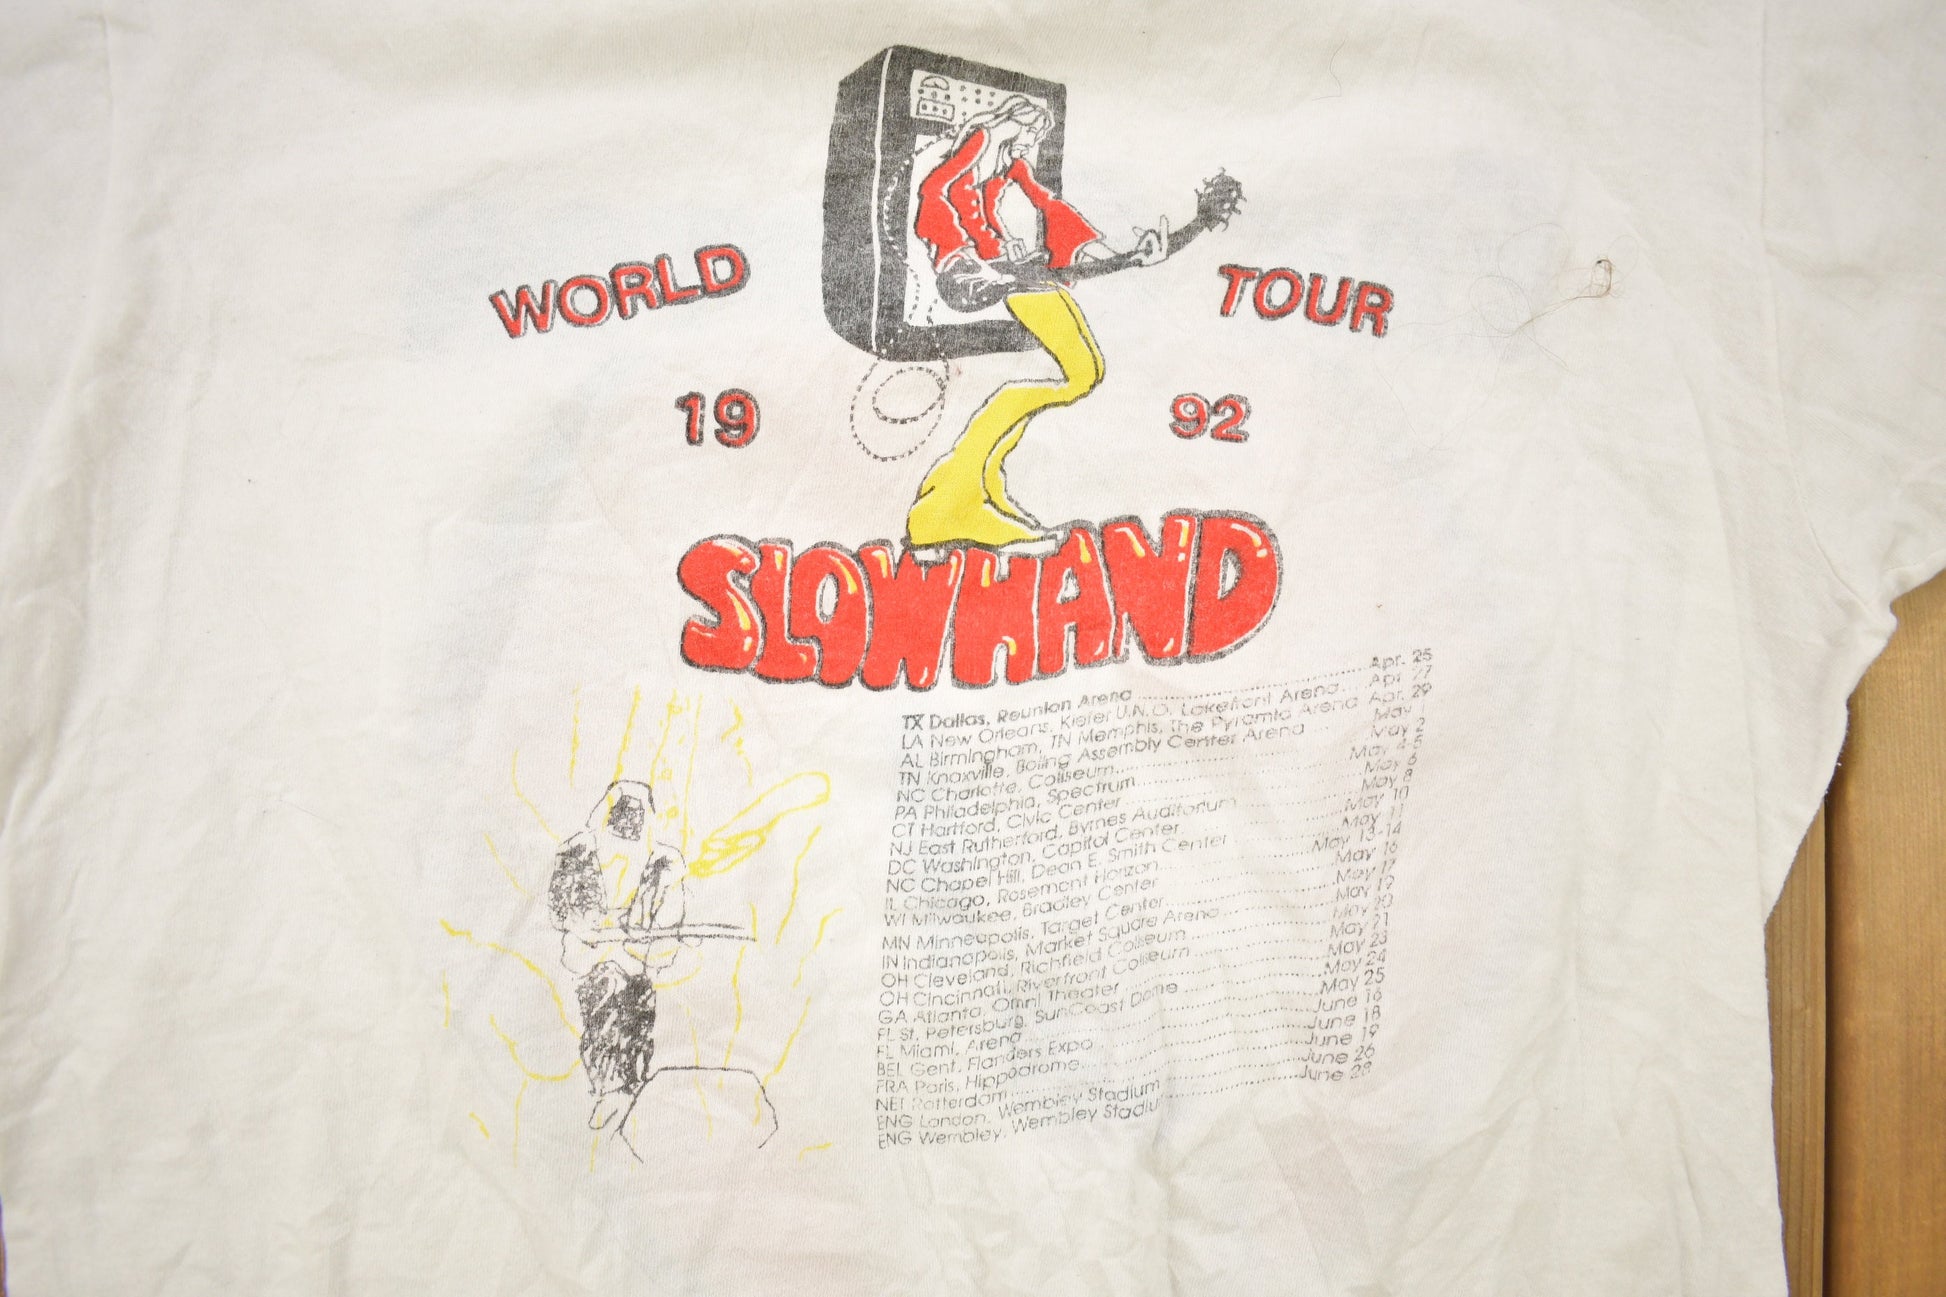 WORLD TOUR
19 92
SLOWHAND
TX Dallas, Reunion Arena Apr. 25
LA New Orleans, Kiefer U.N.O. Lakefront Arena Apr. 27
AL Birmingham, TN Memphis, The Pyramid Arena Apr. 29
TN Knoxville, Boling Assembly Center Arena May 1
NC Charlotte, Coliseum May 2
PA Philadelphia, Spectrum May 4-5
CT Hartford, Civic Center May 6
NJ East Rutherford, Byrnes Auditorium May 8
DC Washington, Capitol Center May 10
NC Chapel Hill, Dean E. Smith Center May 11
IL Chicago, Rosemont Horizon May 13-14
WI Milwaukee, Bradley Center May 16
MN Minneapolis, Target Center May 17
IN Indianapolis, Market Square Arena May 19
OH Cleveland, Richfield Coliseum May 20
OH Cincinnati, Riverfront Coliseum May 21
GA Atlanta, Omni Theater May 23
FL St. Petersburg, SunCoast Dome May 24
FL Miami, Arena May 25
BEL Gent, Flanders Expo June 16
FRA Paris, Hippodrome June 18
NET Rotterdam June 19
ENG London, Wembley Stadium June 26
ENG Wembley, Wembley Stadiu June 28